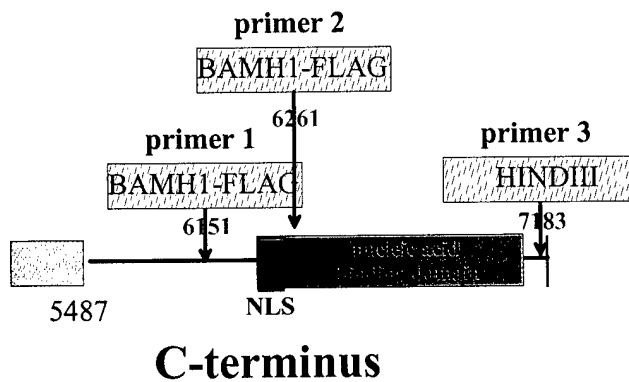 primer 2
BAMH1-FLAG
6261
primer 1
BAMH1-FLAG
6151
primer 3
HINDIII
7183
nucleic acid
binding domain
5487
NLS
C-terminus